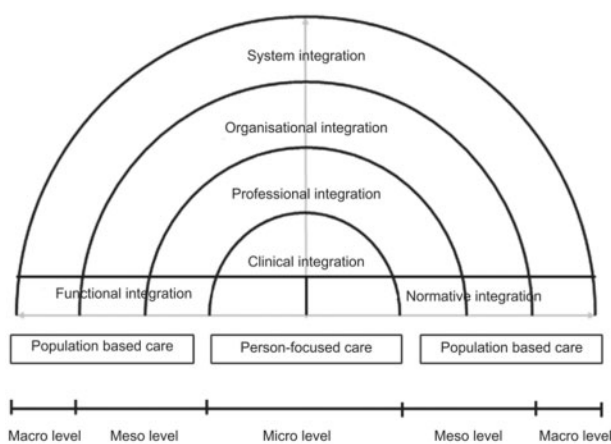 System integration
Organisational integration
Professional integration
Clinical integration
Functional integration
Normative integration
Population based care
Person-focused care
Population based care
Macro level
Meso level
Micro level
Meso level
Macro level